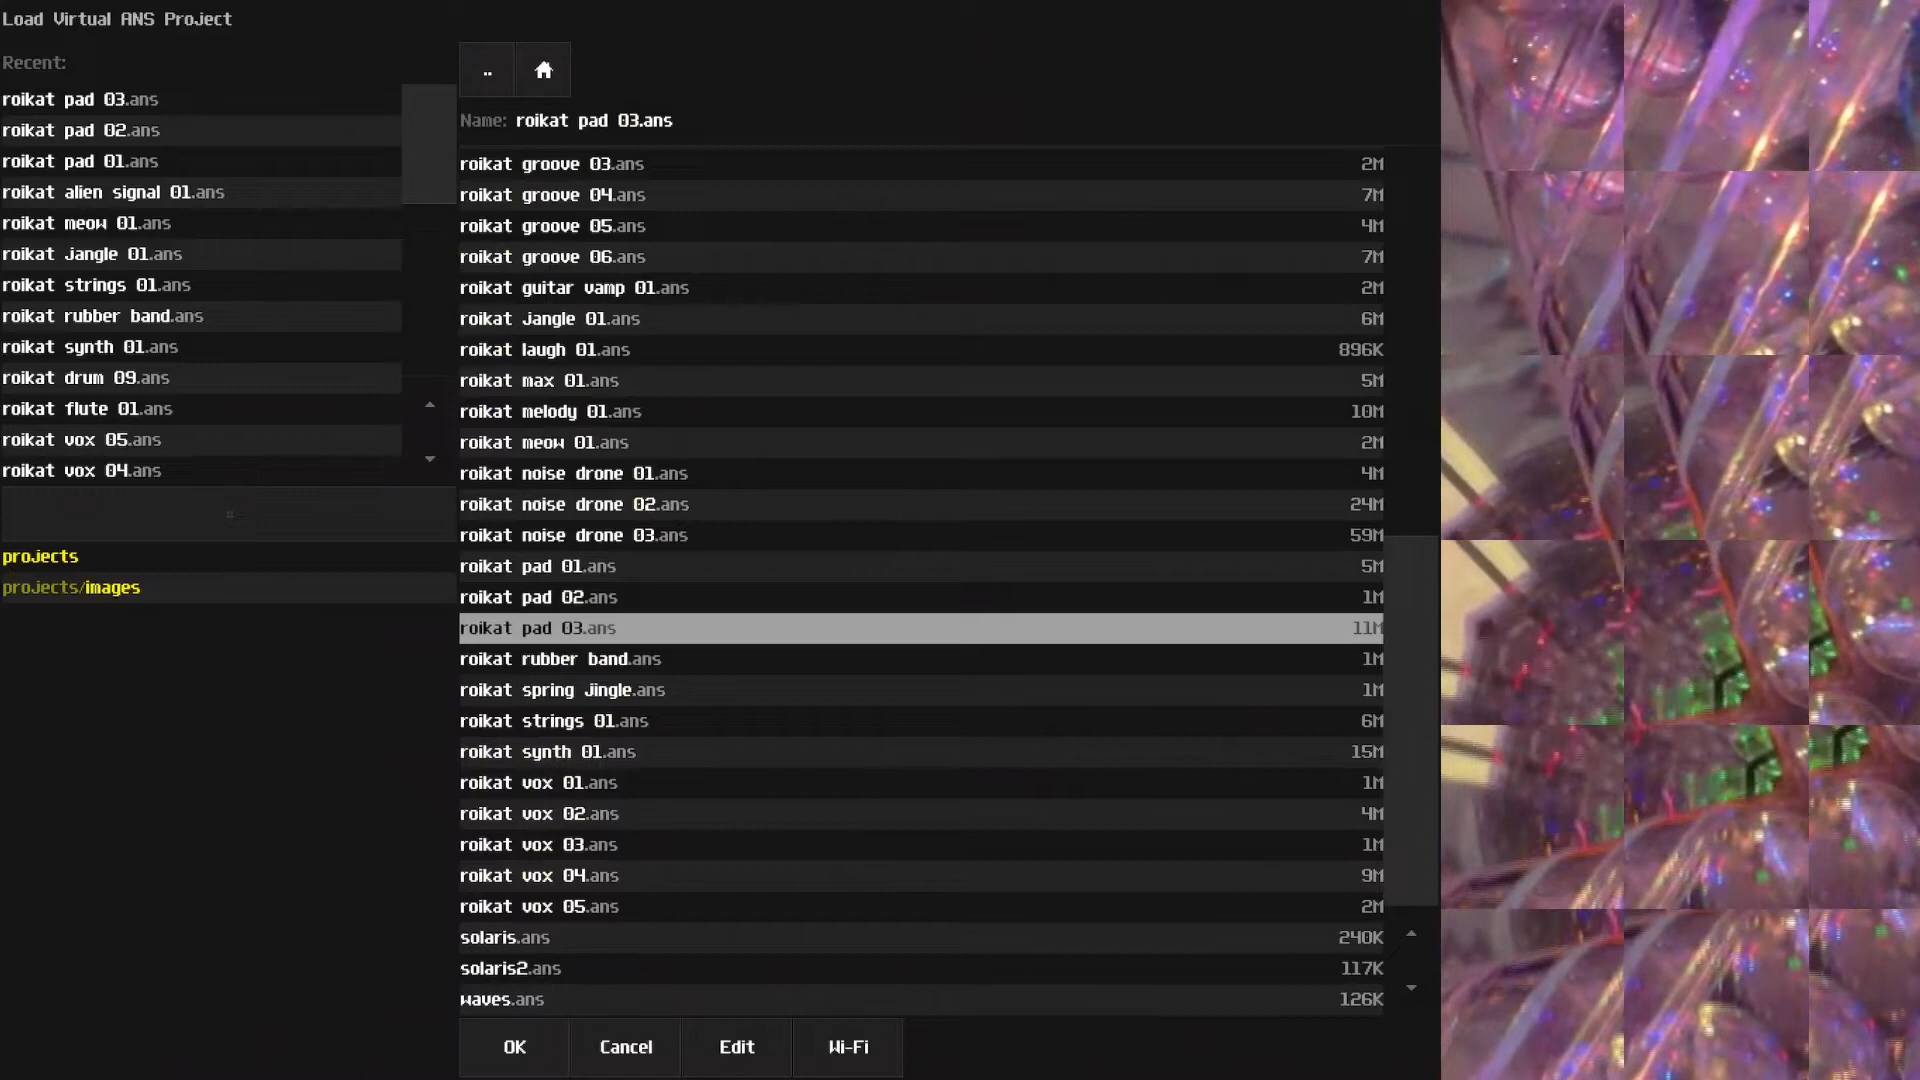 Load Virtual ANS Project
Recent:
roikat pad 03.ans
roikat pad 02.ans
roikat pad 01.ans
roikat alien signal 01.ans
roikat meow 01.ans
roikat jangle 01.ans
roikat strings 01.ans
roikat rubber band.ans
roikat synth 01.ans
roikat drum 09.ans
roikat flute 01.ans
roikat vox 05.ans
roikat vox 04.ans
projects
projects/images
..
Name: roikat pad 03.ans
roikat groove 03.ans 2M
roikat groove 04.ans 7M
roikat groove 05.ans 4M
roikat groove 06.ans 7M
roikat guitar vamp 01.ans 2M
roikat jangle 01.ans 6M
roikat laugh 01.ans 896K
roikat max 01.ans 5M
roikat melody 01.ans 10M
roikat meow 01.ans 2M
roikat noise drone 01.ans 4M
roikat noise drone 02.ans 24M
roikat noise drone 03.ans 59M
roikat pad 01.ans 5M
roikat pad 02.ans 1M
roikat pad 03.ans 11M
roikat rubber band.ans 1M
roikat spring jingle.ans 1M
roikat strings 01.ans 6M
roikat synth 01.ans 15M
roikat vox 01.ans 1M
roikat vox 02.ans 4M
roikat vox 03.ans 1M
roikat vox 04.ans 9M
roikat vox 05.ans 2M
solaris.ans 240K
solaris2.ans 117K
waves.ans 126K
OK Cancel Edit Wi-Fi